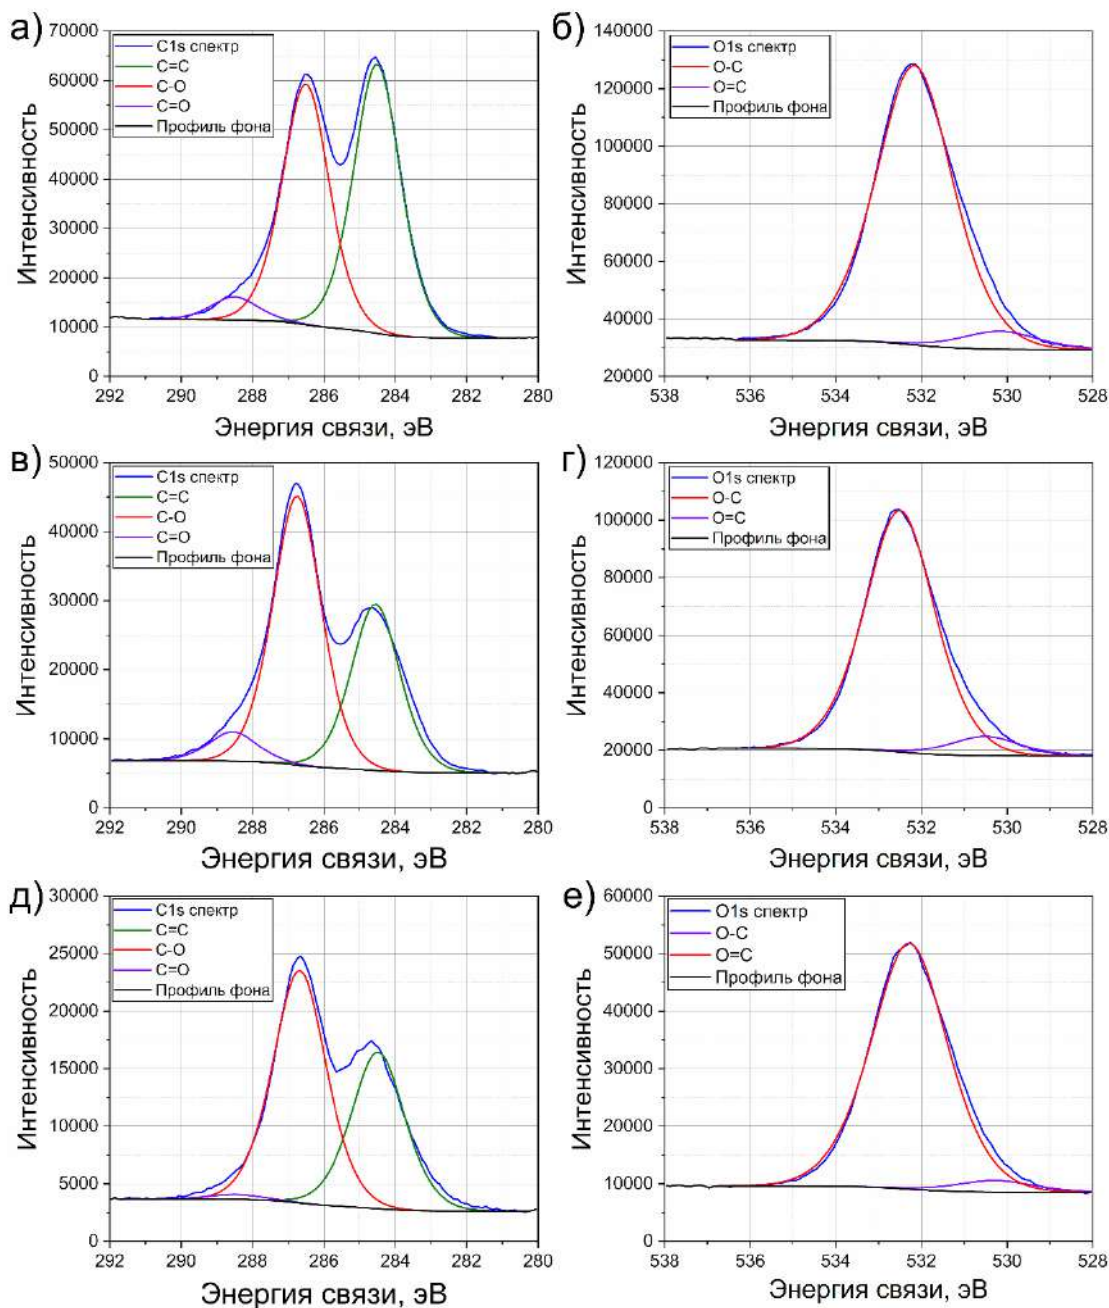 а)
70000
60000
50000
40000
30000
20000
10000
0
C1s спектр
C=C
C-O
C=O
Профиль фона
292 290 288 286 284 282 280
Интенсивность
Энергия связи, эВ
б)
140000
120000
100000
80000
60000
40000
20000
O1s спектр
O-C
O=C
Профиль фона
538 536 534 532 530 528
Интенсивность
Энергия связи, эВ
в)
50000
40000
30000
20000
10000
0
C1s спектр
C=C
C-O
C=O
Профиль фона
292 290 288 286 284 282 280
Интенсивность
Энергия связи, эВ
г)
120000
100000
80000
60000
40000
20000
0
O1s спектр
O-C
O=C
Профиль фона
538 536 534 532 530 528
Интенсивность
Энергия связи, эВ
д)
30000
25000
20000
15000
10000
5000
0
C1s спектр
C=C
C-O
C=O
Профиль фона
292 290 288 286 284 282 280
Интенсивность
Энергия связи, эВ
е)
60000
50000
40000
30000
20000
10000
0
O1s спектр
O-C
O=C
Профиль фона
538 536 534 532 530 528
Интенсивность
Энергия связи, эВ